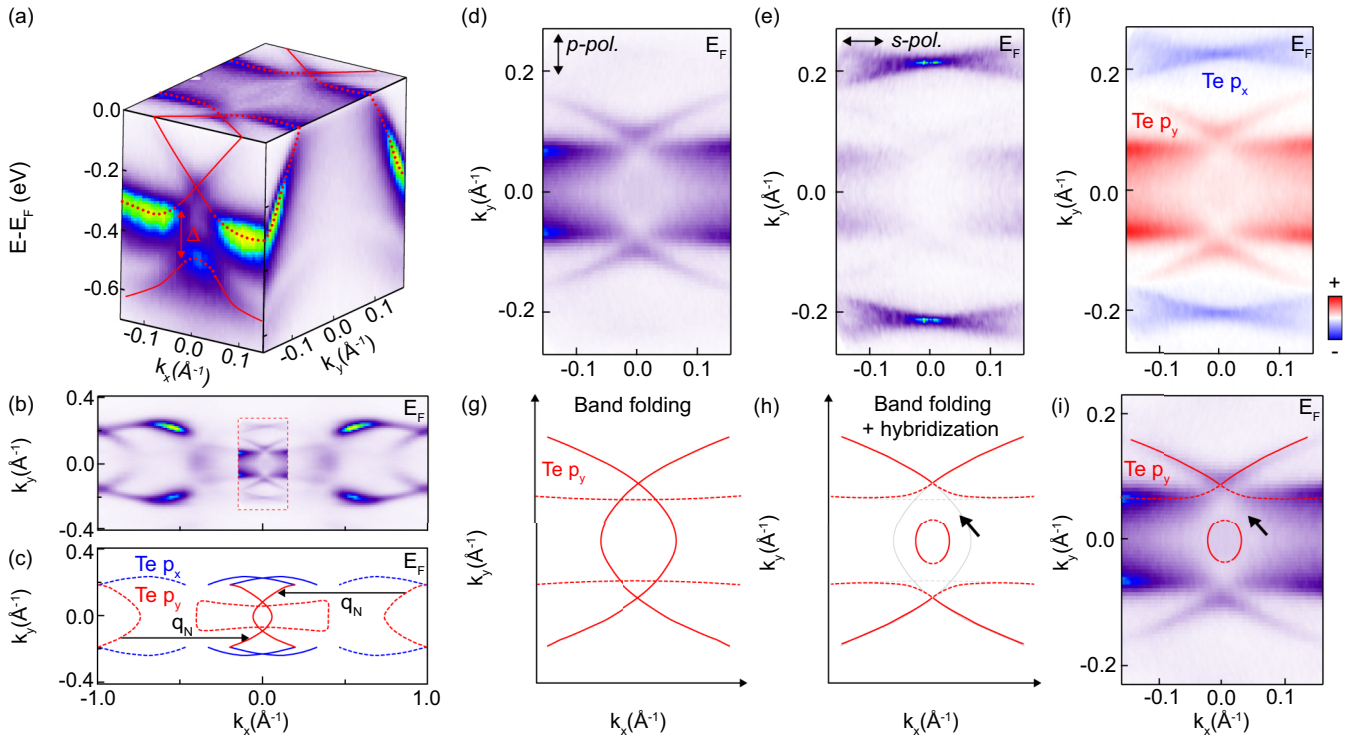 (a)
0.0
-0.2
-0.4
-0.6
E-E_F (eV)
Δ
-0.1
0.0
0.1
k_x(Å⁻¹)
-0.1
0.0
0.1
k_y(Å⁻¹)
(b)
E_F
0.4
0.0
-0.4
k_y(Å⁻¹)
(c)
Te p_x
Te p_y
E_F
q_N
q_N
0.4
0.0
-0.4
k_y(Å⁻¹)
-1.0
-0.5
0.0
0.5
1.0
k_x(Å⁻¹)
(d)
p-pol.
E_F
0.2
0.0
-0.2
k_y(Å⁻¹)
-0.1
0.0
0.1
(e)
s-pol.
E_F
0.2
0.0
-0.2
k_y(Å⁻¹)
-0.1
0.0
0.1
(f)
E_F
Te p_x
Te p_y
0.2
0.0
-0.2
k_y(Å⁻¹)
-0.1
0.0
0.1
+
-
(g)
Band folding
Te p_y
k_y(Å⁻¹)
k_x(Å⁻¹)
(h)
Band folding
+ hybridization
k_y(Å⁻¹)
k_x(Å⁻¹)
(i)
E_F
Te p_y
0.2
0.0
-0.2
k_y(Å⁻¹)
-0.1
0.0
0.1
k_x(Å⁻¹)